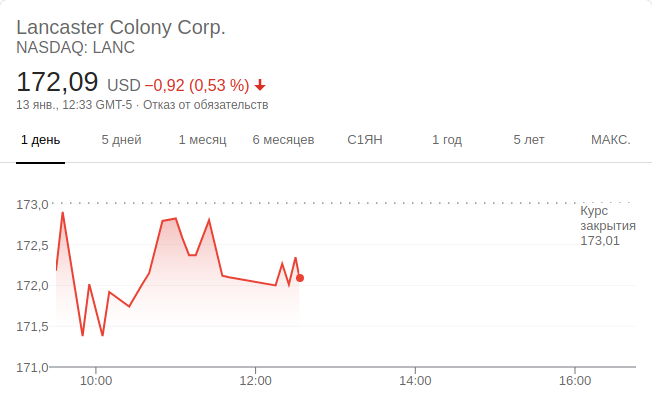 Lancaster Colony Corp.
NASDAQ: LANC
172,09 USD −0,92 (0,53 %)
13 янв., 12:33 GMT-5 · Отказ от обязательств
1 день 5 дней 1 месяц 6 месяцев С1ЯН 1 год 5 лет МАКС.
173,0
Курс
закрытия
173,01
172,5
172,0
171,5
171,0
10:00 12:00 14:00 16:00